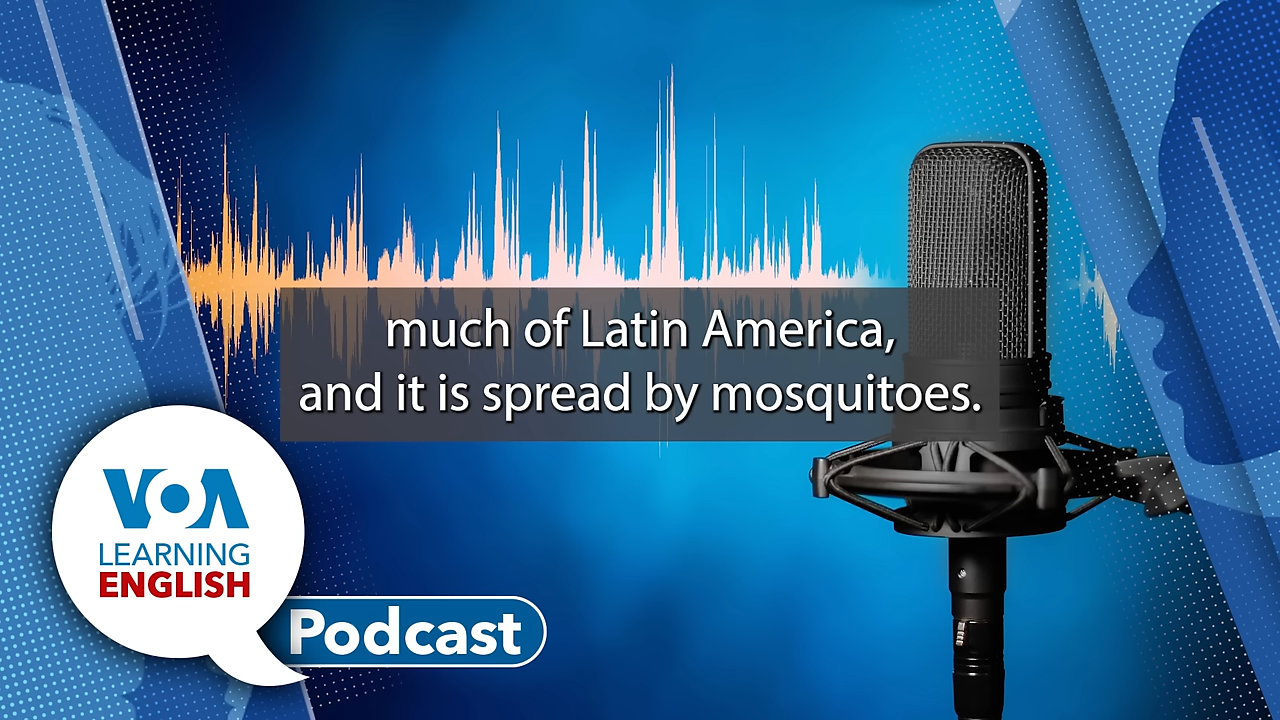 much of Latin America,
and it is spread by mosquitoes.
VOA
LEARNING
ENGLISH
Podcast